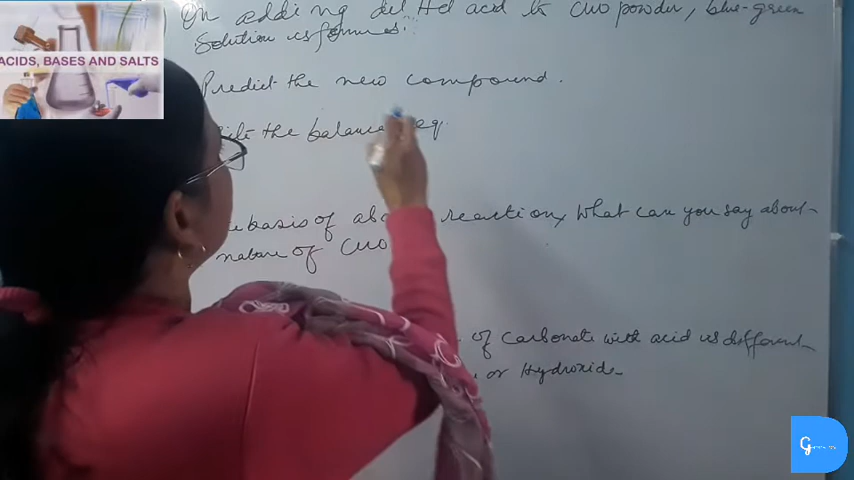 On adding dil Hcl acid to CuO powder, blue-green
Solution is formed.
ACIDS, BASES AND SALTS
Predict the new compound.
the balance eq.
basis of reaction, What can you say about
nature of CuO
of carbonate with acid is different
or Hydroxide